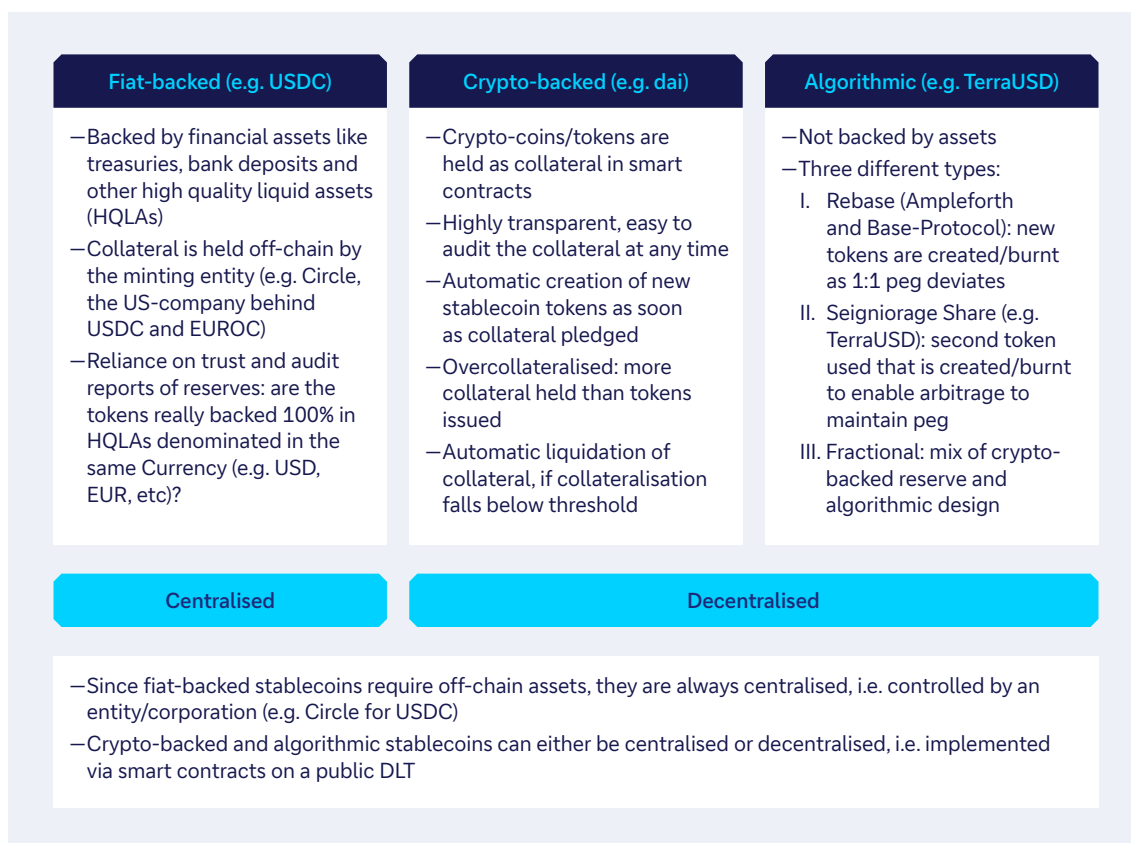 Fiat-backed (e.g. USDC)
—Backed by financial assets like
treasuries, bank deposits and
other high quality liquid assets
(HQLAs)
—Collateral is held off-chain by
the minting entity (e.g. Circle,
the US-company behind
USDC and EUROC)
—Reliance on trust and audit
reports of reserves: are the
tokens really backed 100% in
HQLAs denominated in the
same Currency (e.g. USD,
EUR, etc)?
Crypto-backed (e.g. dai)
—Crypto-coins/tokens are
held as collateral in smart
contracts
—Highly transparent, easy to
audit the collateral at any time
—Automatic creation of new
stablecoin tokens as soon
as collateral pledged
—Overcollateralised: more
collateral held than tokens
issued
—Automatic liquidation of
collateral, if collateralisation
falls below threshold
Algorithmic (e.g. TerraUSD)
—Not backed by assets
—Three different types:
I. Rebase (Ampleforth
and Base-Protocol): new
tokens are created/burnt
as 1:1 peg deviates
II. Seigniorage Share (e.g.
TerraUSD): second token
used that is created/burnt
to enable arbitrage to
maintain peg
III. Fractional: mix of crypto-
backed reserve and
algorithmic design
Centralised
Decentralised
—Since fiat-backed stablecoins require off-chain assets, they are always centralised, i.e. controlled by an
entity/corporation (e.g. Circle for USDC)
—Crypto-backed and algorithmic stablecoins can either be centralised or decentralised, i.e. implemented
via smart contracts on a public DLT